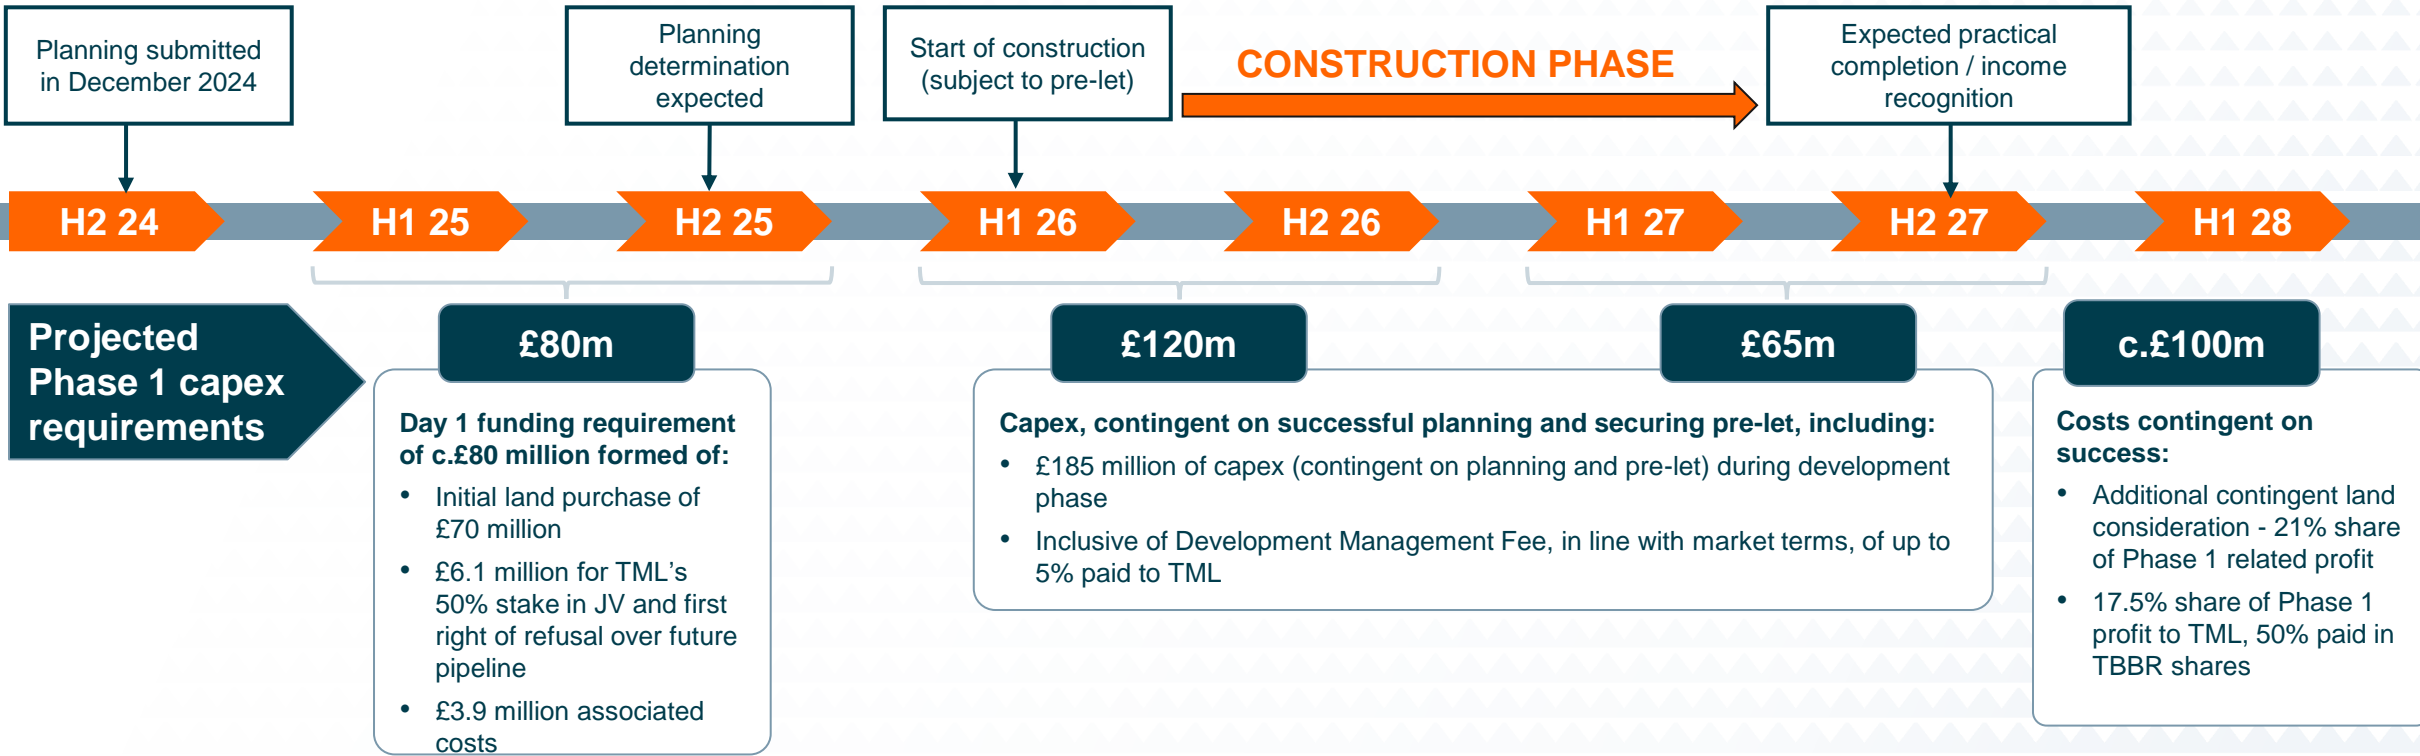 Planning submitted
in December 2024
Planning
determination
expected
Start of construction
(subject to pre-let)
CONSTRUCTION PHASE
Expected practical
completion / income
recognition
H2 24
H1 25
H2 25
H1 26
H2 26
H1 27
H2 27
H1 28
Projected
Phase 1 capex
requirements
£80m
£120m
£65m
c.£100m
Day 1 funding requirement
of c.£80 million formed of:
• Initial land purchase of
£70 million
• £6.1 million for TML’s
50% stake in JV and first
right of refusal over future
pipeline
• £3.9 million associated
costs
Capex, contingent on successful planning and securing pre-let, including:
• £185 million of capex (contingent on planning and pre-let) during development
phase
• Inclusive of Development Management Fee, in line with market terms, of up to
5% paid to TML
Costs contingent on
success:
• Additional contingent land
consideration - 21% share
of Phase 1 related profit
• 17.5% share of Phase 1
profit to TML, 50% paid in
TBBR shares